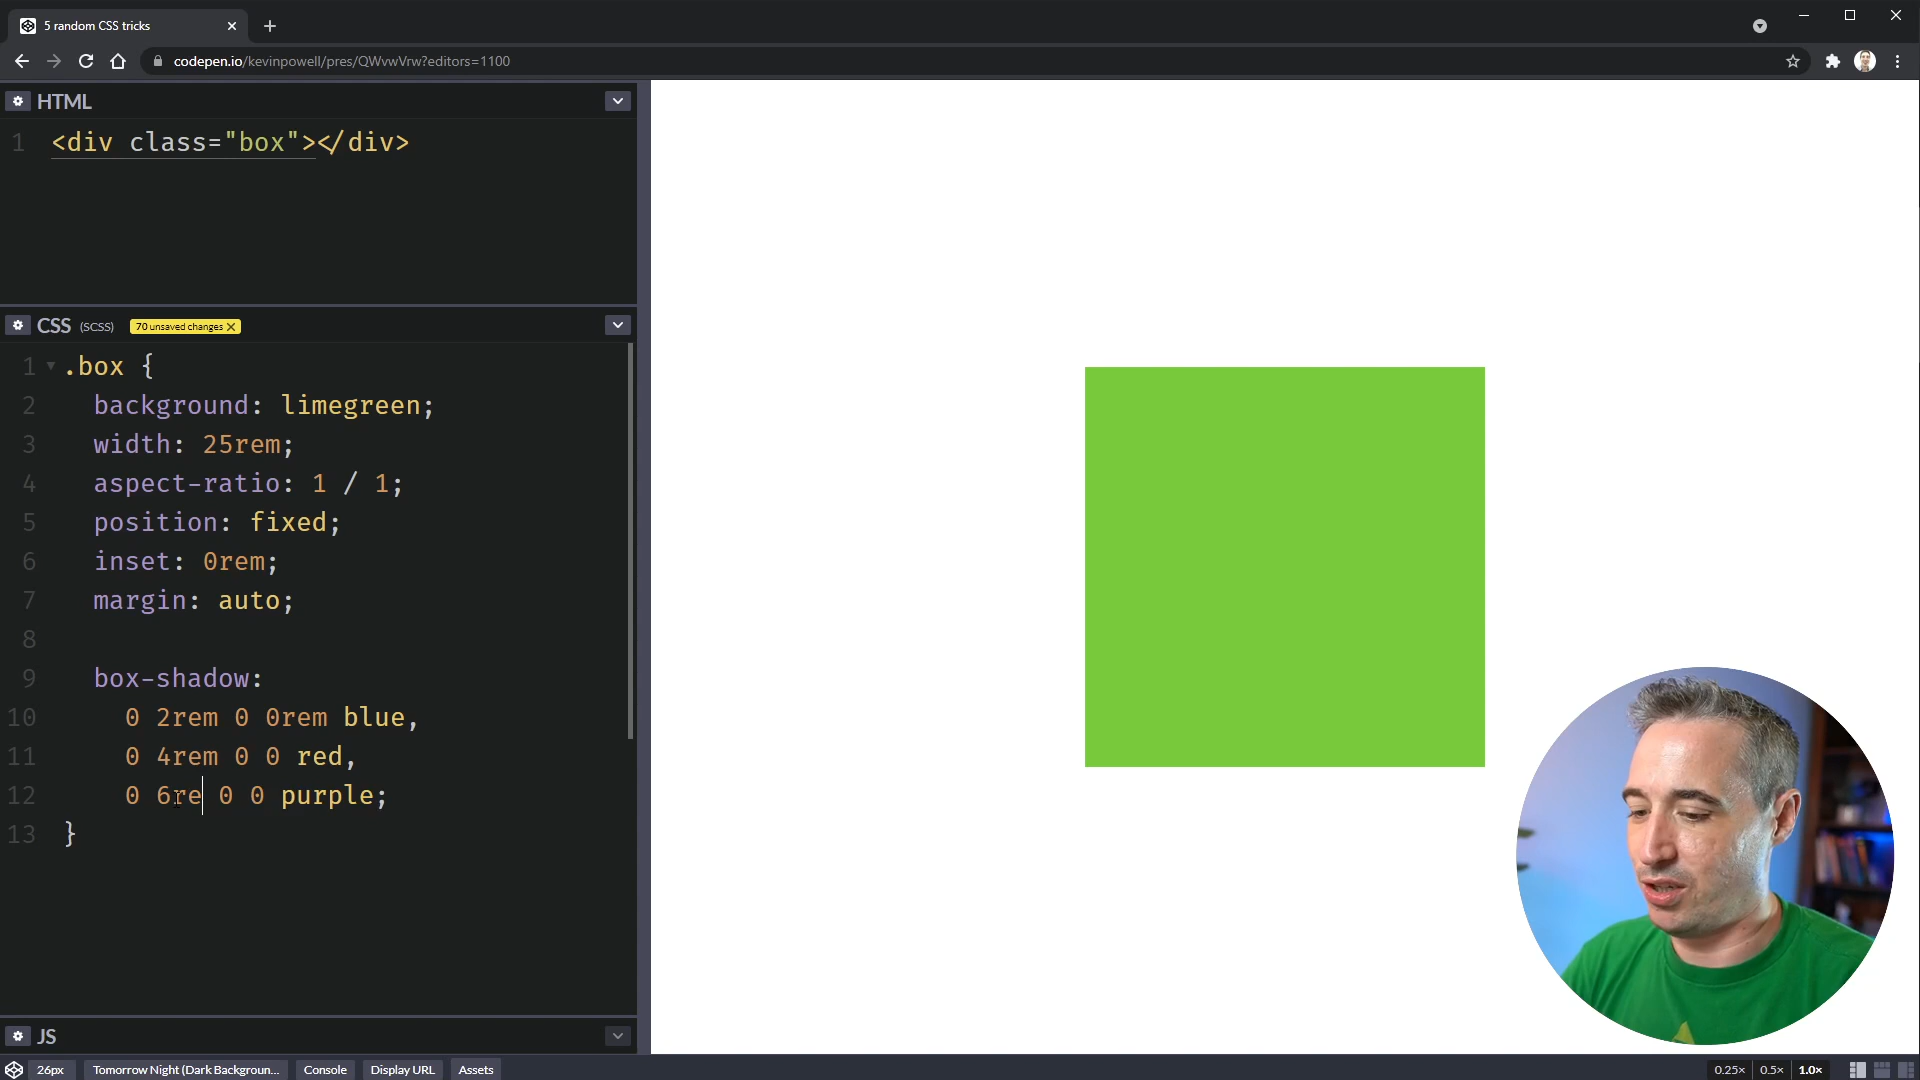 5 random CSS tricks
codepen.io/kevinpowell/pres/QWvwVrw?editors=1100
HTML
1 <div class="box"></div>
CSS (SCSS) 70 unsaved changes
1 .box {
2 background: limegreen;
3 width: 25rem;
4 aspect-ratio: 1 / 1;
5 position: fixed;
6 inset: 0rem;
7 margin: auto;
8
9 box-shadow:
10 0 2rem 0 0rem blue,
11 0 4rem 0 0 red,
12 0 6re 0 0 purple;
13 }
JS
26px Tomorrow Night (Dark Backgroun... Console Display URL Assets 0.25× 0.5× 1.0×